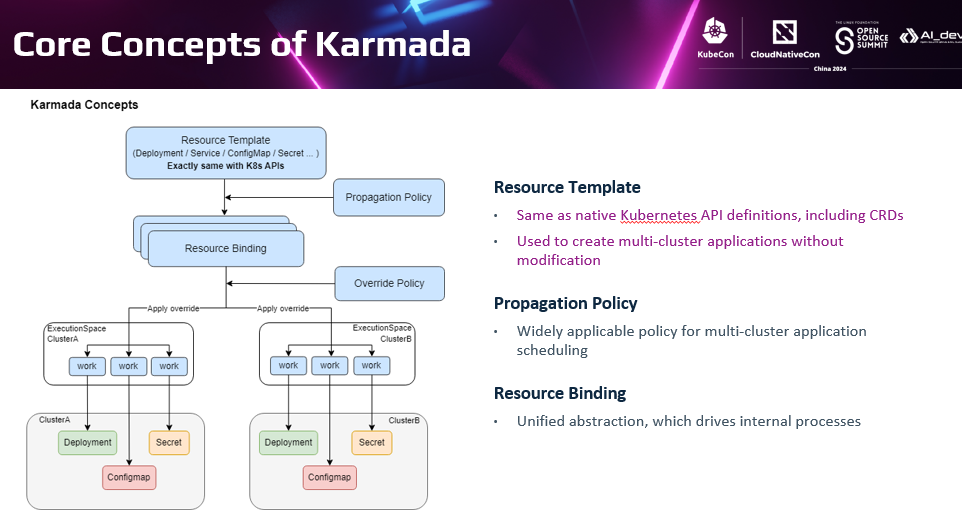 Core Concepts of Karmada
KubeCon
CloudNativeCon
THE LINUX FOUNDATION
OPEN
SOURCE
SUMMIT
AI_dev
China 2024
Karmada Concepts
Resource Template
(Deployment / Service / ConfigMap / Secret ... )
Exactly same with K8s APIs
Propagation Policy
Resource Binding
Override Policy
Apply override
Apply override
ExecutionSpace
ClusterA
work
work
work
ExecutionSpace
ClusterB
work
work
work
ClusterA
Deployment
Secret
Configmap
ClusterB
Deployment
Secret
Configmap
Resource Template
• Same as native Kubernetes API definitions, including CRDs
• Used to create multi-cluster applications without
modification
Propagation Policy
• Widely applicable policy for multi-cluster application
scheduling
Resource Binding
• Unified abstraction, which drives internal processes